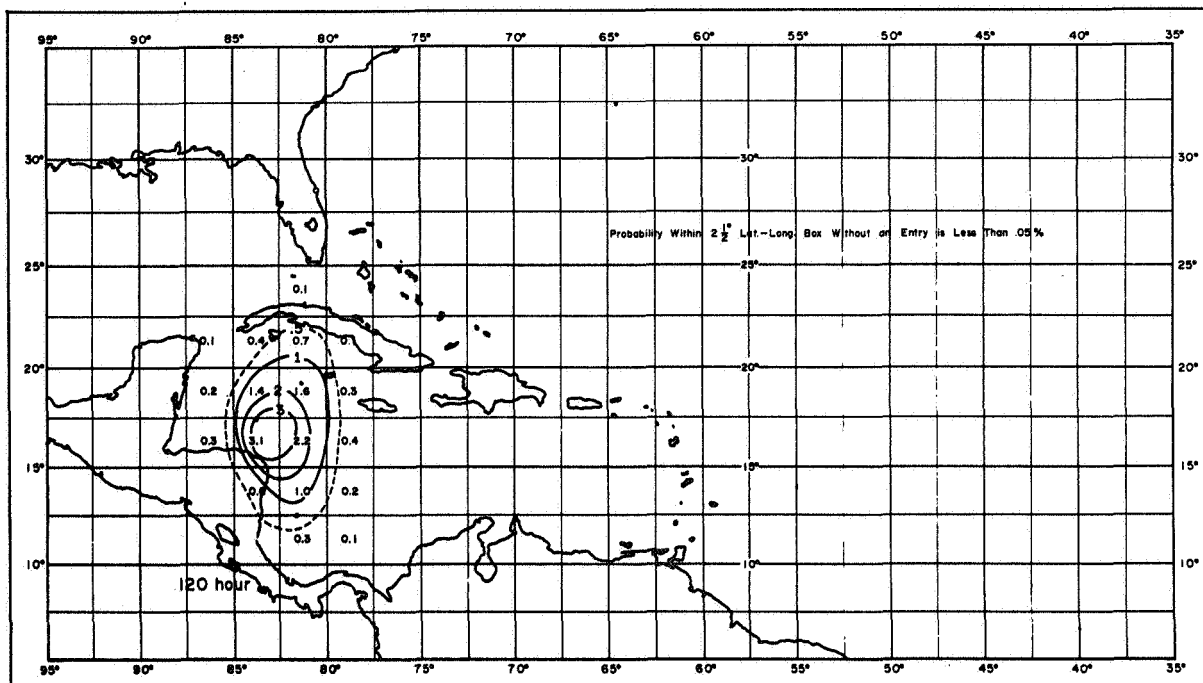 95° 90° 85° 80° 75° 70° 65° 60° 55° 50° 45° 40° 35°
30° 30° 30°
Probability Within 2 1/2° Lat.-Long. Box Without an Entry is Less Than .05%
25° 25° 25°
0.1
.5
0.1 0.4 0.7 0.1
20° 1 20° 20°
0.2 1.4 2 1.6 0.3
3
0.3 3.1 2.2 0.4
15° 15° 15°
1.0 0.2
0.3 0.1
10° 10° 10°
120 hour
95° 90° 85° 80° 75° 70° 65° 60° 55° 50° 45° 40° 35°